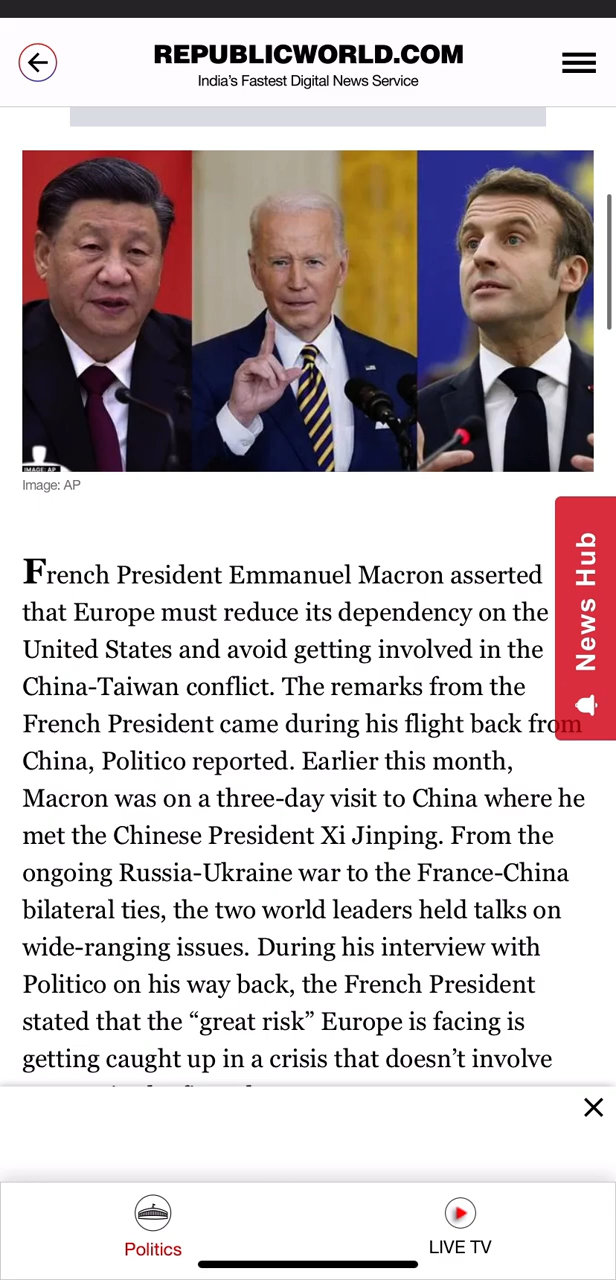 REPUBLICWORLD.COM
India's Fastest Digital News Service
IMAGE: AP
Image: AP
French President Emmanuel Macron asserted
that Europe must reduce its dependency on the
United States and avoid getting involved in the
China-Taiwan conflict. The remarks from the
French President came during his flight back from
China, Politico reported. Earlier this month,
Macron was on a three-day visit to China where he
met the Chinese President Xi Jinping. From the
ongoing Russia-Ukraine war to the France-China
bilateral ties, the two world leaders held talks on
wide-ranging issues. During his interview with
Politico on his way back, the French President
stated that the “great risk” Europe is facing is
getting caught up in a crisis that doesn’t involve
News Hub
Politics
LIVE TV